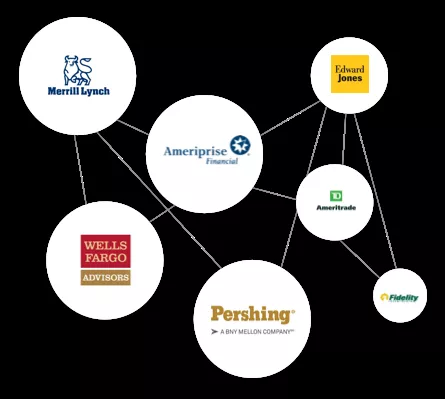 Merrill Lynch
Edward
Jones
Ameriprise
Financial
TD
Ameritrade
WELLS
FARGO
ADVISORS
Fidelity
Pershing
A BNY MELLON COMPANY